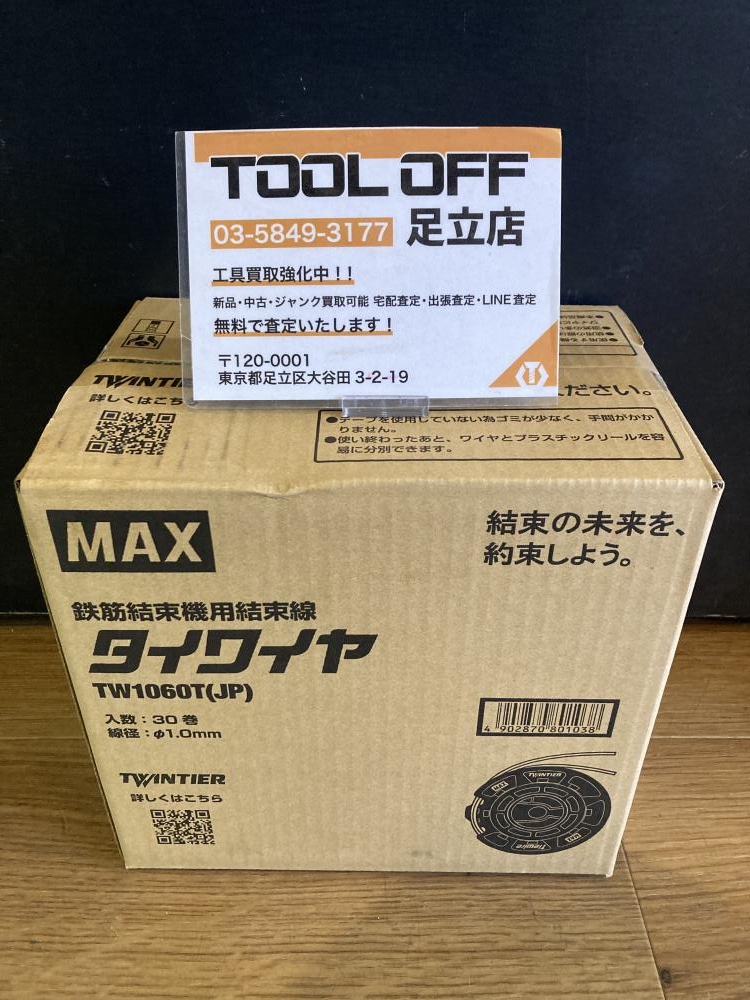 TOOL OFF
03-5849-3177 足立店
工具買取強化中!!
新品・中古・ジャンク買取可能 宅配査定・出張査定・LINE査定
無料で査定いたします!
〒120-0001
東京都足立区大谷田 3-2-19
TWINTIER
詳しくはこち
ださい。
●テープを使用していない為ゴミが少なく、手間がかか
りません。
●使い終わったあと、ワイヤとプラスチックリールを容
易に分別できます。
MAX
結束の未来を、
約束しよう。
鉄筋結束機用結束線
タイワイヤ
TW1060T(JP)
入数:30巻
線径:φ1.0mm
4 902870 801038
TWINTIER
詳しくはこちら
MAX
TWINTIER
Tiewire
MAX